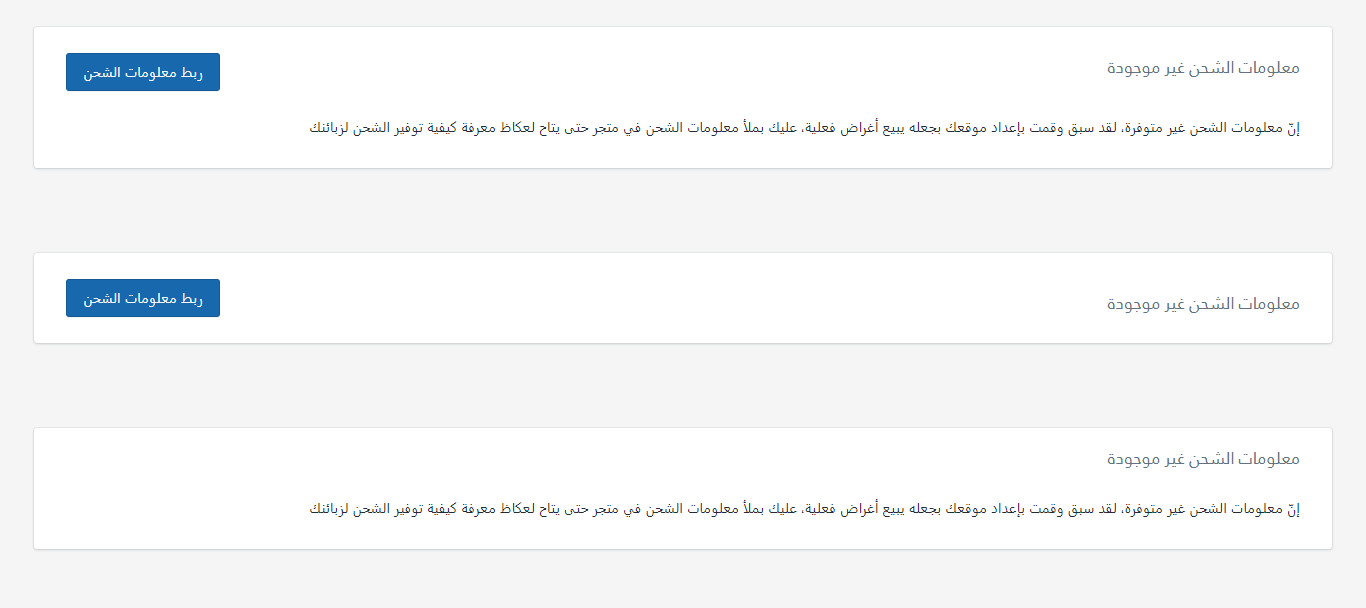 معلومات الشحن غير موجودة
ربط معلومات الشحن
إنّ معلومات الشحن غير متوفرة، لقد سبق وقمت بإعداد موقعك بجعله يبيع أغراض فعلية، عليك بملأ معلومات الشحن في متجر حتى يتاح لعكاظ معرفة كيفية توفير الشحن لزبائنك
معلومات الشحن غير موجودة
ربط معلومات الشحن
معلومات الشحن غير موجودة
إنّ معلومات الشحن غير متوفرة، لقد سبق وقمت بإعداد موقعك بجعله يبيع أغراض فعلية، عليك بملأ معلومات الشحن في متجر حتى يتاح لعكاظ معرفة كيفية توفير الشحن لزبائنك